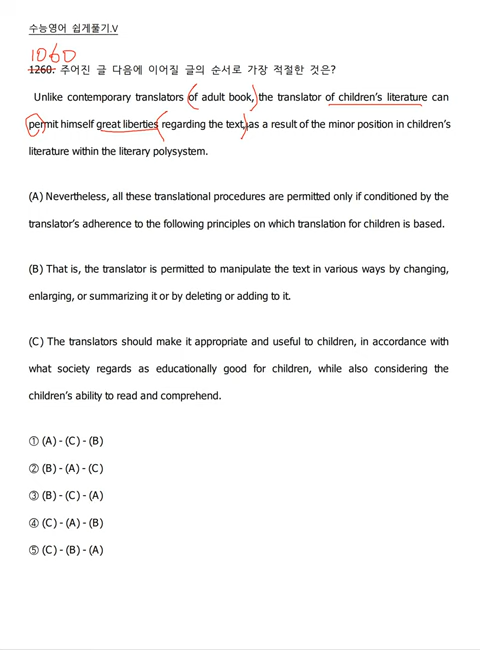 수능영어 쉽게풀기.V
1060
1260. 주어진 글 다음에 이어질 글의 순서로 가장 적절한 것은?
Unlike contemporary translators of adult book, the translator of children's literature can
permit himself great liberties regarding the text, as a result of the minor position in children's
literature within the literary polysystem.
(A) Nevertheless, all these translational procedures are permitted only if conditioned by the
translator's adherence to the following principles on which translation for children is based.
(B) That is, the translator is permitted to manipulate the text in various ways by changing,
enlarging, or summarizing it or by deleting or adding to it.
(C) The translators should make it appropriate and useful to children, in accordance with
what society regards as educationally good for children, while also considering the
children's ability to read and comprehend.
① (A) - (C) - (B)
② (B) - (A) - (C)
③ (B) - (C) - (A)
④ (C) - (A) - (B)
⑤ (C) - (B) - (A)